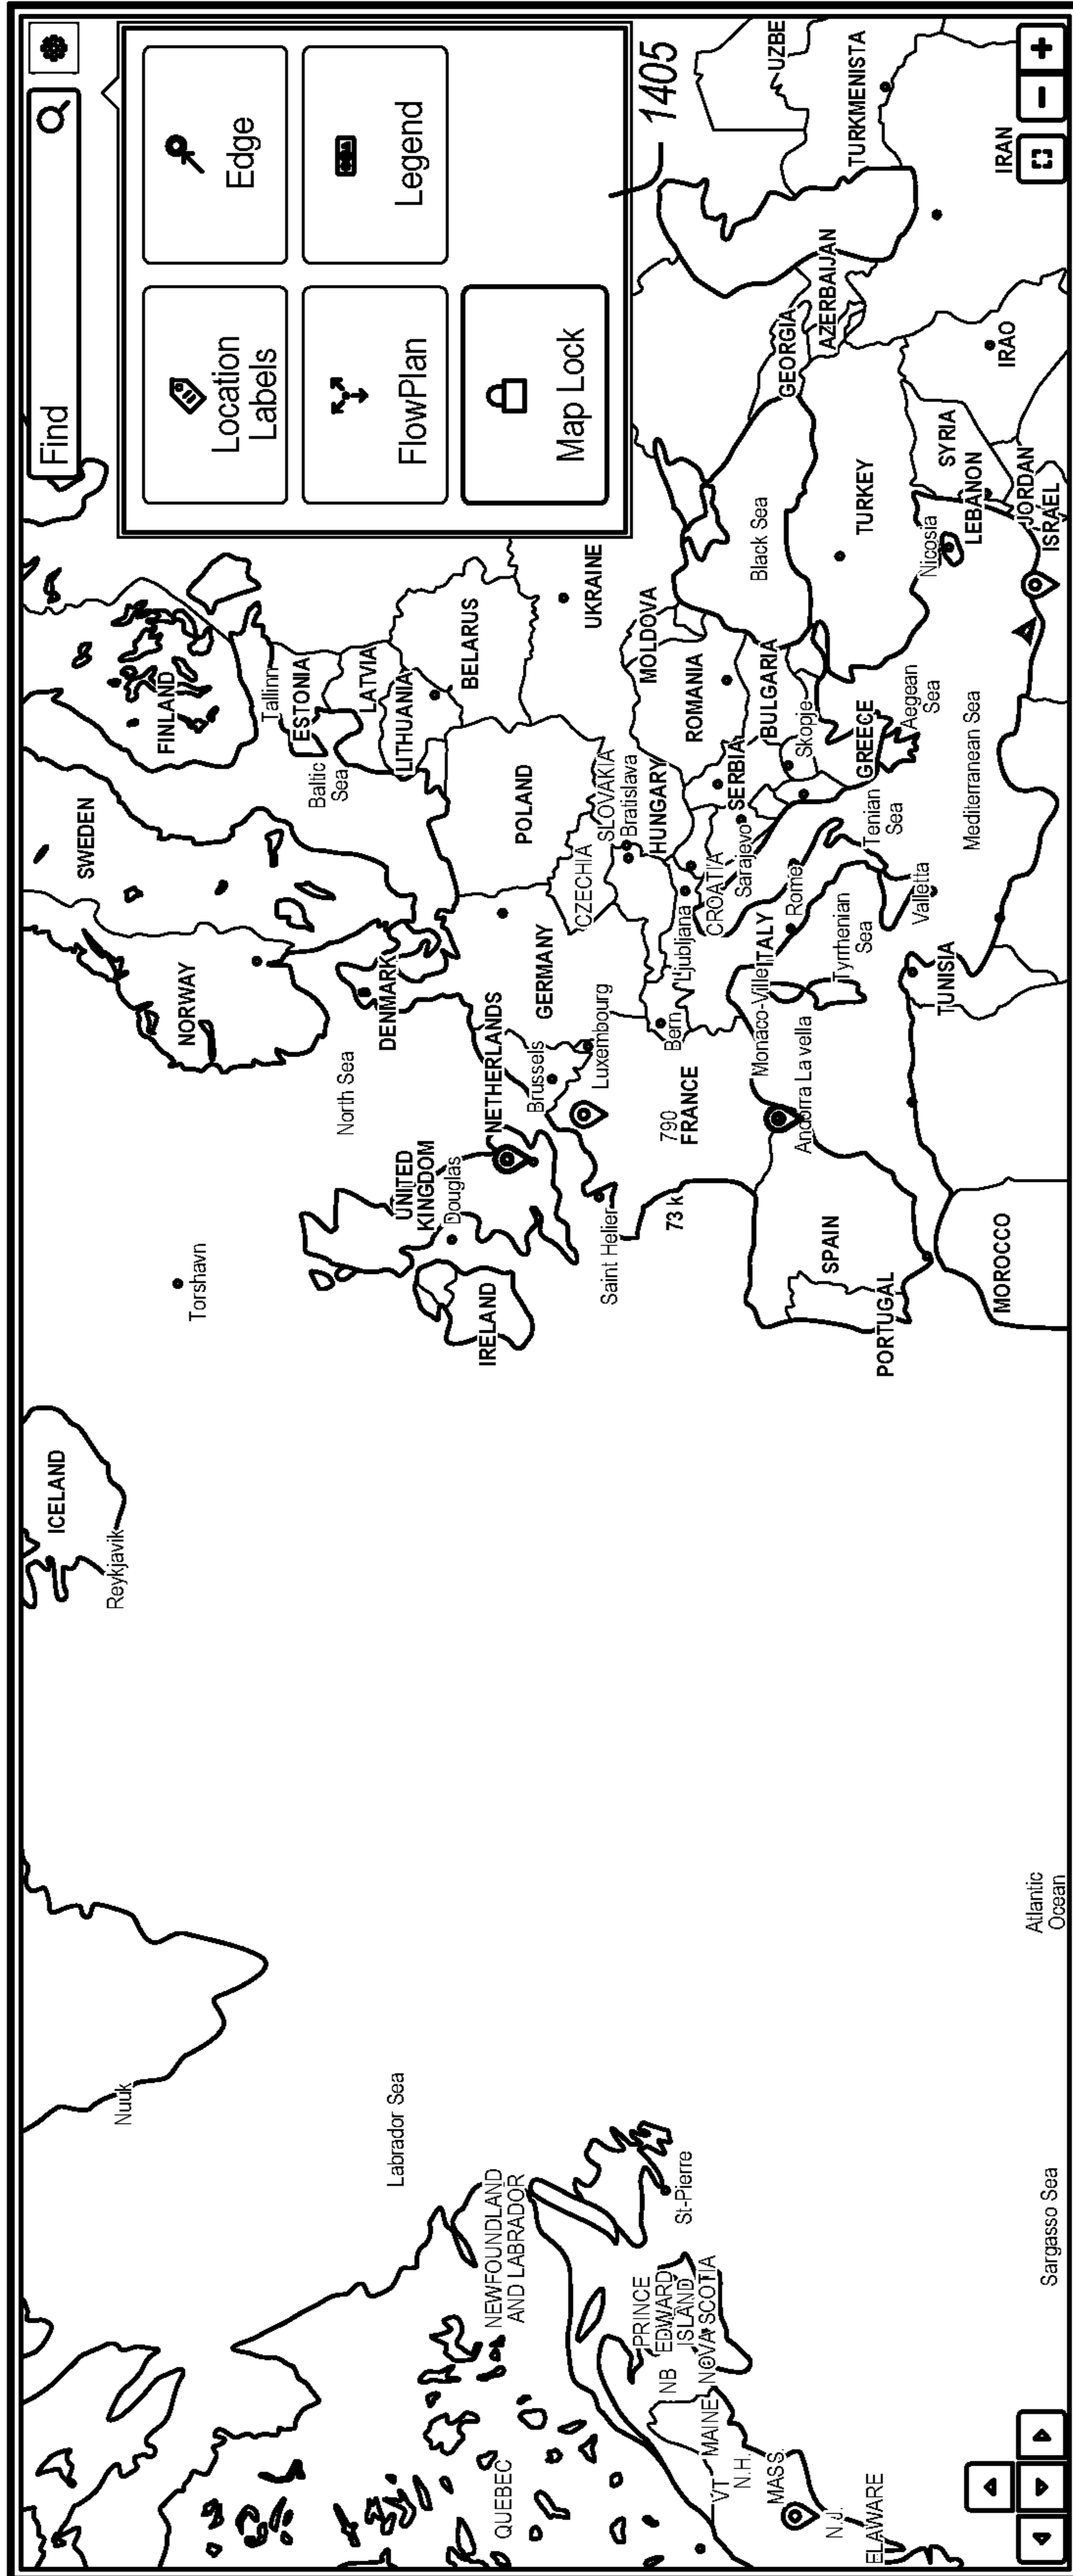 Find
Location
Labels
Edge
FlowPlan
Legend
Map Lock
1405
ICELAND
Reykjavik
Nuuk
Torshavn
SWEDEN
FINLAND
NORWAY
Tallinn
ESTONIA
Baltic
Sea
LATVIA
LITHUANIA
BELARUS
North Sea
DENMARK
Labrador Sea
UNITED
KINGDOM
Douglas
IRELAND
NETHERLANDS
Brussels
GERMANY
POLAND
UKRAINE
Luxembourg
CZECHIA
SLOVAKIA
Bratislava
HUNGARY
MOLDOVA
ROMANIA
Saint Helier
73 k
790
FRANCE
Bern
Ljubljana
CROATIA
Sarajevo
SERBIA
BULGARIA
Skopje
Black Sea
GEORGIA
AZERBAIJAN
UZBE
TURKMENISTA
Monaco-Ville
ITALY
Rome
Andorra La vella
Tyrrhenian
Sea
Tenian
Sea
GREECE
Aegean
Sea
TURKEY
SPAIN
PORTUGAL
Valletta
TUNISIA
Mediterranean Sea
Nicosia
SYRIA
LEBANON
JORDAN
ISRAEL
IRAO
IRAN
MOROCCO
NEWFOUNDLAND
AND LABRADOR
QUEBEC
St-Pierre
PRINCE
EDWARD
ISLAND
NB
NOVA SCOTIA
MAINE
VT
N.H.
MASS.
N.J.
ELAWARE
Atlantic
Ocean
Sargasso Sea